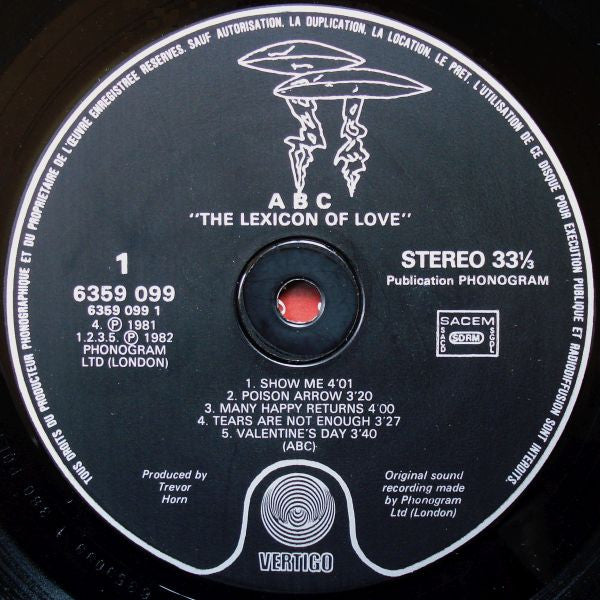 TOUS DROITS DU PRODUCTEUR PHONOGRAPHIQUE ET DU PROPRIETAIRE DE L'ŒUVRE ENREGISTREE RESERVES. SAUF AUTORISATION, LA DUPLICATION, LA LOCATION, LE PRET, L'UTILISATION DE CE DISQUE POUR EXECUTION PUBLIQUE ET RADIODIFFUSION SONT INTERDITS.
ABC
"THE LEXICON OF LOVE"
1
6359 099
6359 099 1
4. Ⓟ 1981
1.2.3.5. Ⓟ 1982
PHONOGRAM
LTD (LONDON)
STEREO 33⅓
Publication PHONOGRAM
SACEM
SACD
SDRM
SGDL
1. SHOW ME 4'01
2. POISON ARROW 3'20
3. MANY HAPPY RETURNS 4'00
4. TEARS ARE NOT ENOUGH 3'27
5. VALENTINE'S DAY 3'40
(ABC)
Produced by
Trevor
Horn
Original sound
recording made
by Phonogram
Ltd (London)
VERTIGO